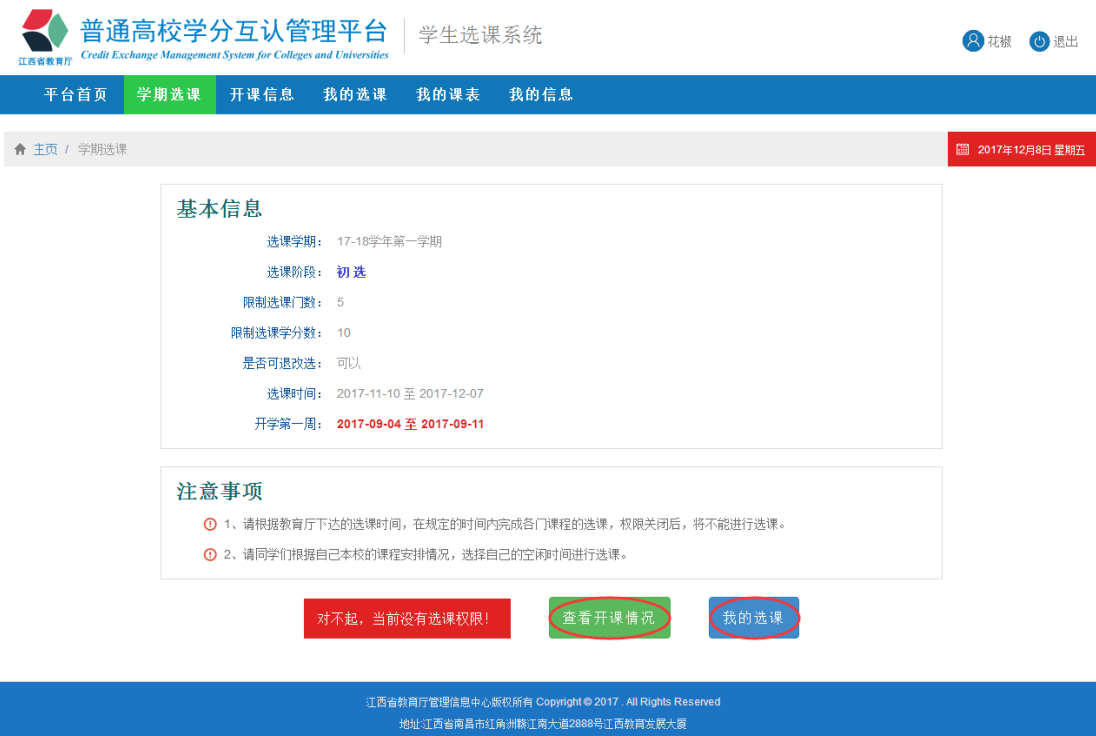 普通高校学分互认管理平台
学生选课系统
Credit Exchange Management System for Colleges and Universities
江西省教育厅
花椒 退出
平台首页 学期选课 开课信息 我的选课 我的课表 我的信息
主页 / 学期选课
2017年12月8日 星期五
基本信息
选课学期： 17-18学年第一学期
选课阶段： 初 选
限制选课门数： 5
限制选课学分数： 10
是否可退改选： 可以
选课时间： 2017-11-10 至 2017-12-07
开学第一周： 2017-09-04 至 2017-09-11
注意事项
1、请根据教育厅下达的选课时间，在规定的时间内完成各门课程的选课，权限关闭后，将不能进行选课。
2、请同学们根据自己本校的课程安排情况，选择自己的空闲时间进行选课。
对不起，当前没有选课权限！ 查看开课情况 我的选课
江西省教育厅管理信息中心版权所有 Copyright © 2017 . All Rights Reserved
地址:江西省南昌市红角洲赣江南大道2888号江西教育发展大厦